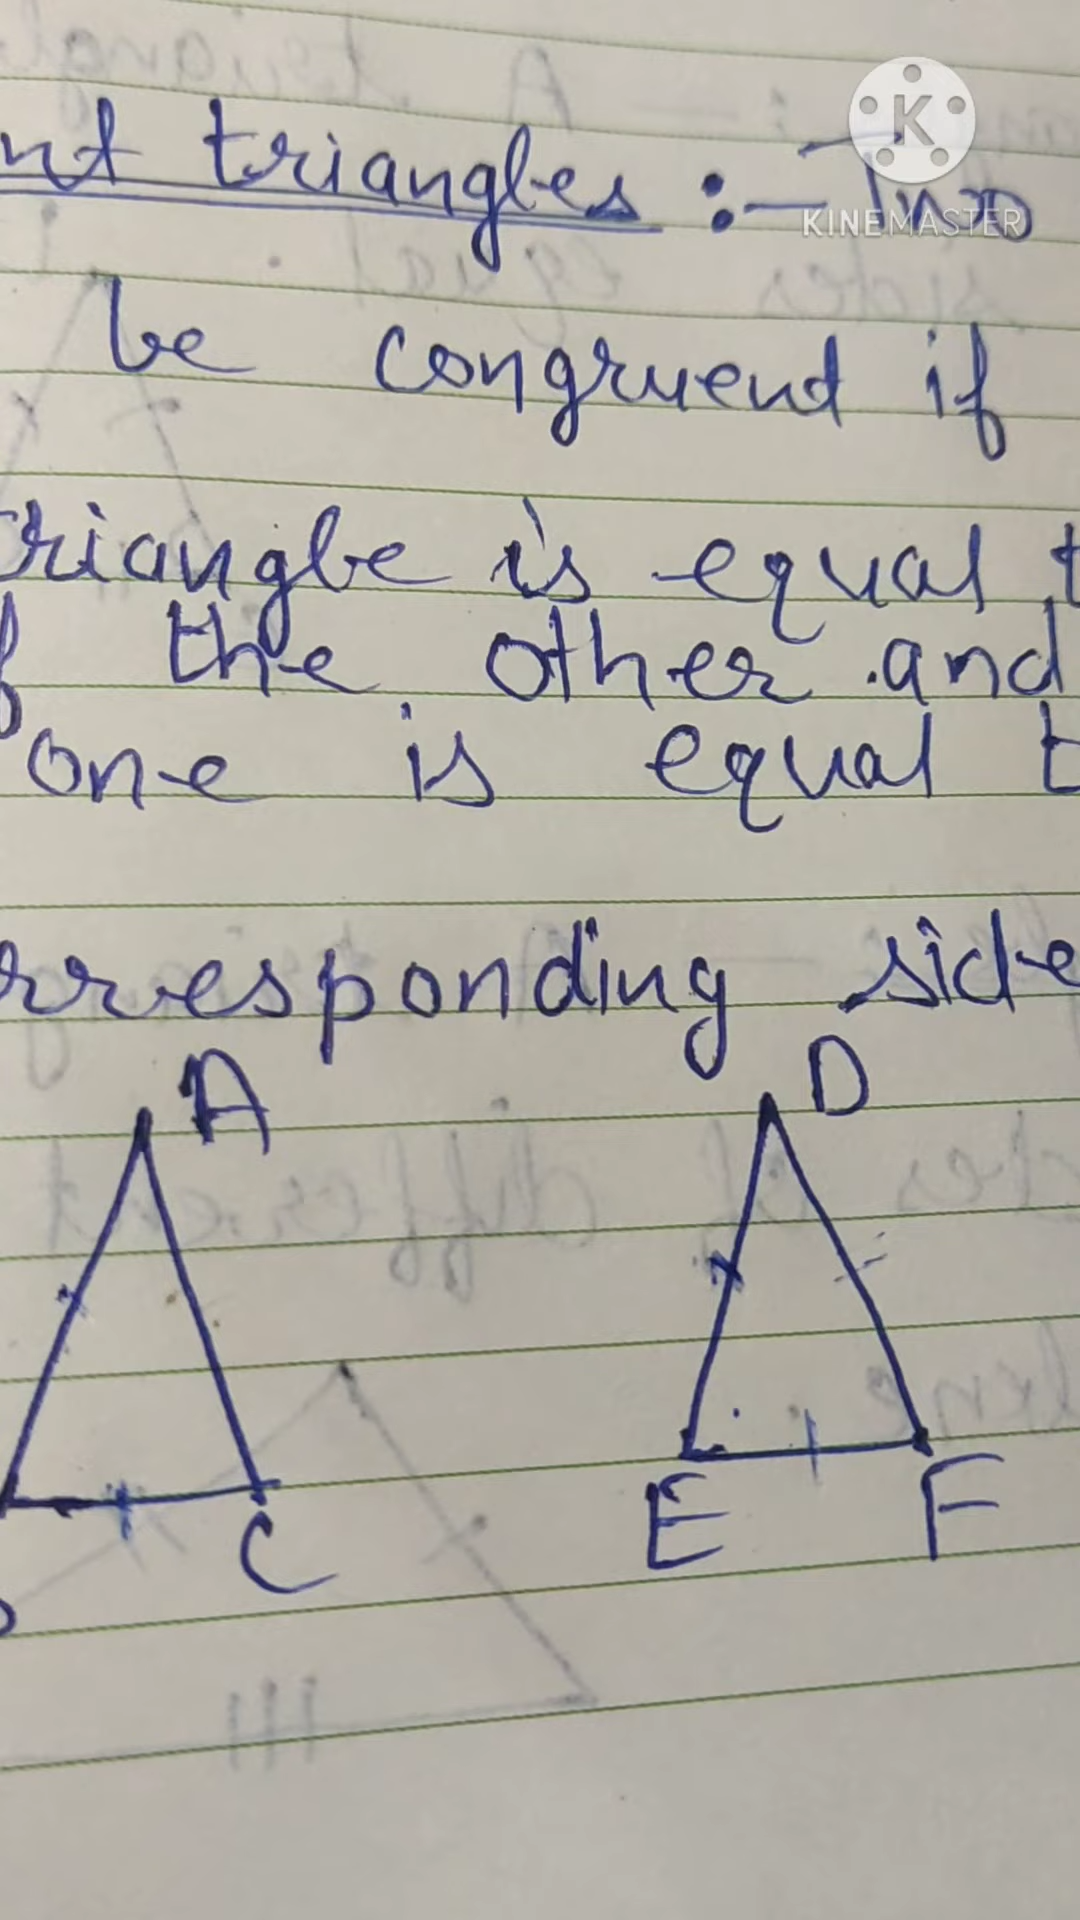 nt triangles :- Two
K
KINEMASTER
be congruend if
riangle is equal t
f the other and
one is equal t
rresponding side
A
D
C
E
F